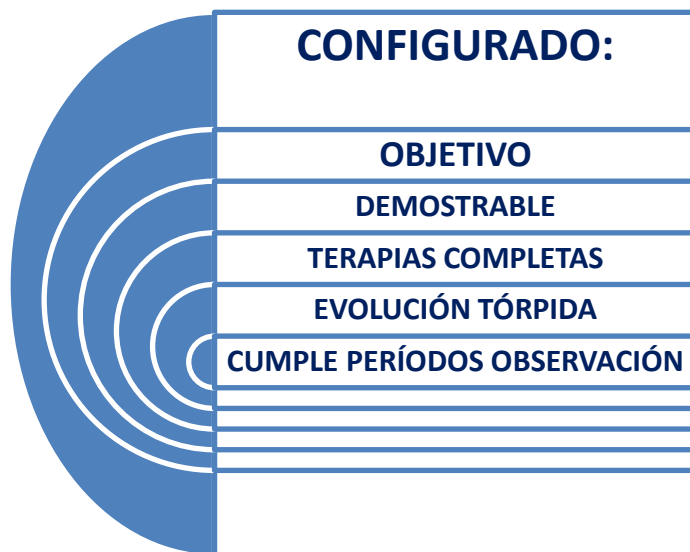 CONFIGURADO:
OBJETIVO
DEMOSTRABLE
TERAPIAS COMPLETAS
EVOLUCIÓN TÓRPIDA
CUMPLE PERÍODOS OBSERVACIÓN